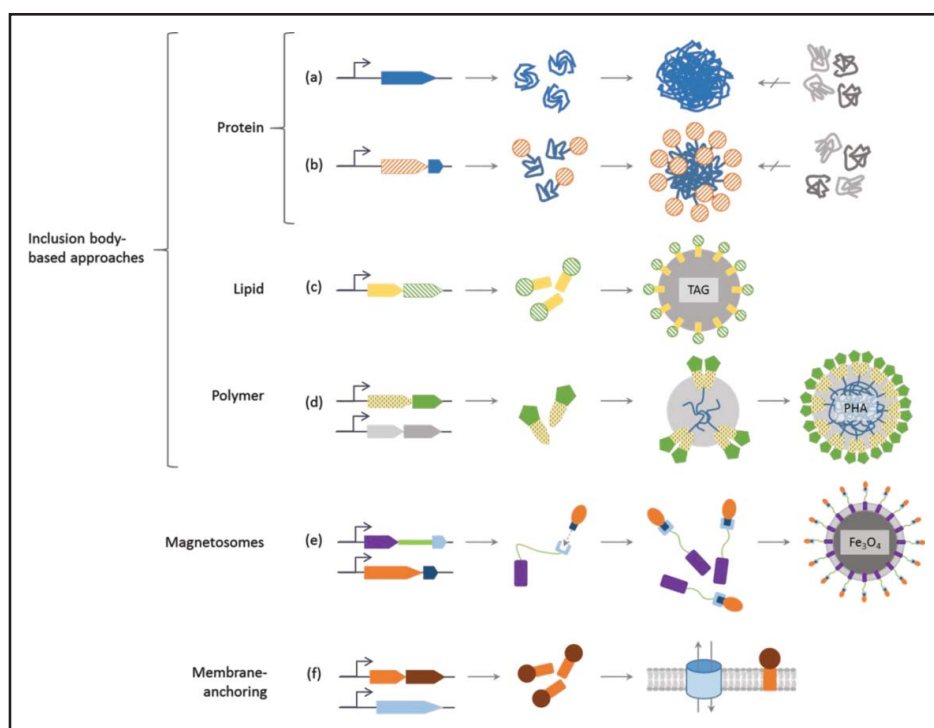 (a)
Protein
(b)
Inclusion body-
based approaches
Lipid
(c)
TAG
Polymer
(d)
PHA
Magnetosomes
(e)
Fe₃O₄
Membrane-
anchoring
(f)